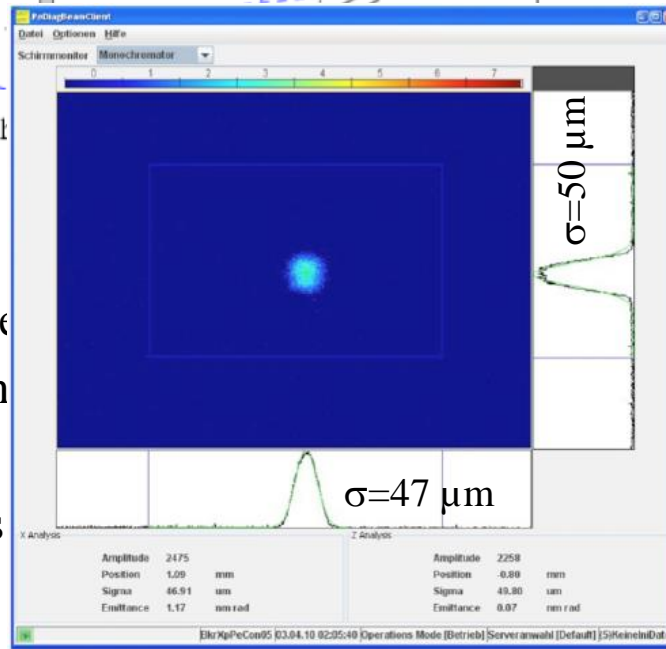 PeDiagBeamClient
Datei Optionen Hilfe
Schirmmonitor Monochromator
0 1 2 3 4 5 6 7
σ=50 µm
σ=47 µm
X Analysis
Amplitude 2475
Position 1.09 mm
Sigma 46.91 um
Emittance 1.17 nm rad
Z Analysis
Amplitude 2258
Position -0.80 mm
Sigma 49.80 um
Emittance 0.07 nm rad
BkrXpPeCon05 03.04.10 02:05:40 Operations Mode [Betrieb] Serveranwahl [Default]